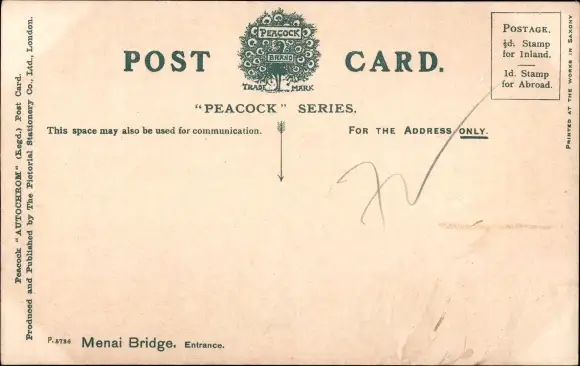 POST CARD.
PEACOCK
BRAND
TRADE MARK
"PEACOCK" SERIES.
POSTAGE.
½d. Stamp
for Inland.
1d. Stamp
for Abroad.
This space may also be used for communication.
FOR THE ADDRESS ONLY.
Peacock "AUTOCHROM" (Regd.) Post Card.
Produced and Published by The Pictorial Stationery Co., Ltd., London.
PRINTED AT THE WORKS IN SAXONY
P.5736 Menai Bridge. Entrance.